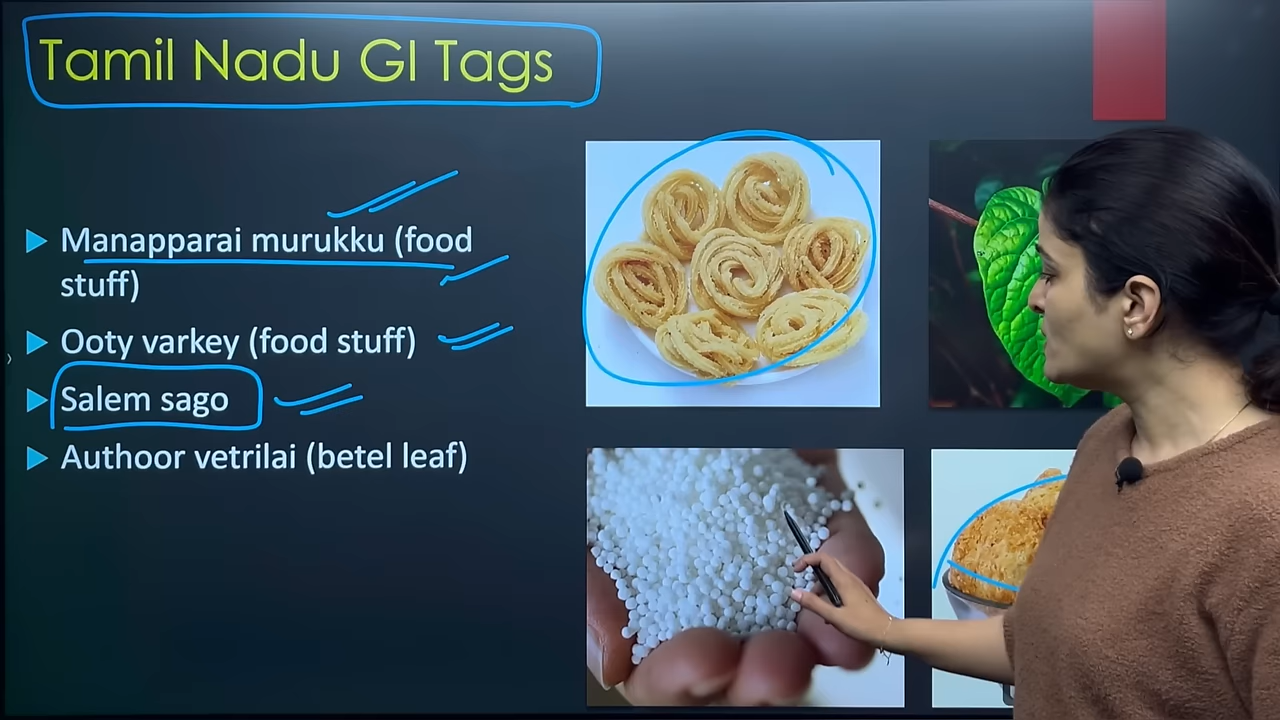 Tamil Nadu GI Tags
Manapparai murukku (food
stuff)
Ooty varkey (food stuff)
Salem sago
Authoor vetrilai (betel leaf)